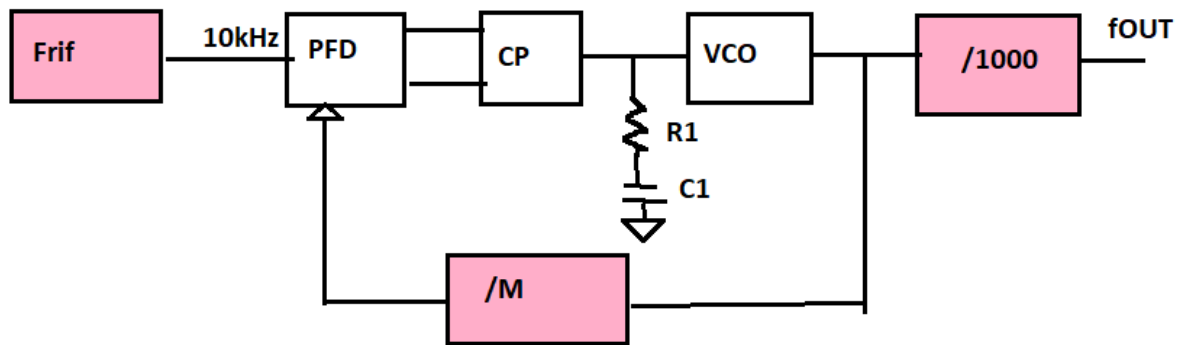 Frif
10kHz
PFD
CP
VCO
/1000
fOUT
R1
C1
/M